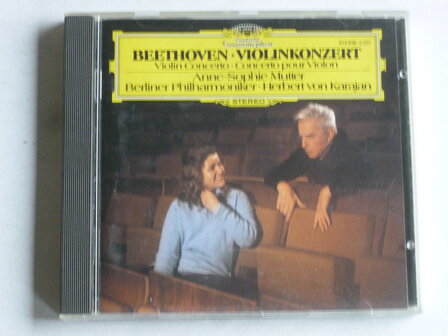 BEETHOVEN · VIOLINKONZERT
Violin Concerto · Concerto pour Violon
Anne-Sophie Mutter
Berliner Philharmoniker · Herbert von Karajan
STEREO